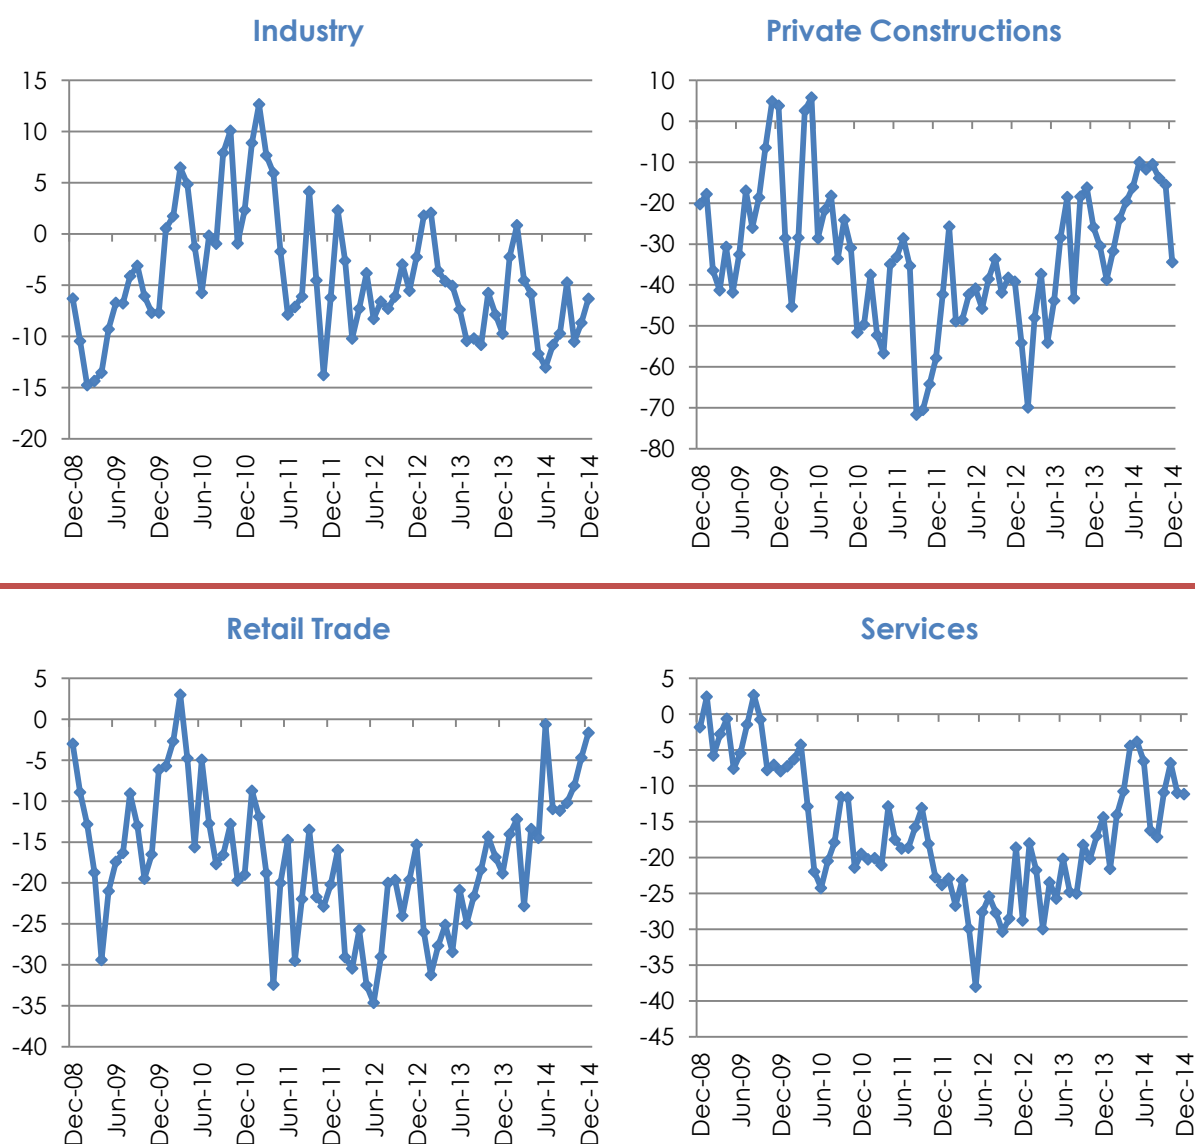 Industry
15
10
5
0
-5
-10
-15
-20
Dec-08
Jun-09
Dec-09
Jun-10
Dec-10
Jun-11
Dec-11
Jun-12
Dec-12
Jun-13
Dec-13
Jun-14
Dec-14
Private Constructions
10
0
-10
-20
-30
-40
-50
-60
-70
-80
Dec-08
Jun-09
Dec-09
Jun-10
Dec-10
Jun-11
Dec-11
Jun-12
Dec-12
Jun-13
Dec-13
Jun-14
Dec-14
Retail Trade
5
0
-5
-10
-15
-20
-25
-30
-35
-40
Dec-08
Jun-09
Dec-09
Jun-10
Dec-10
Jun-11
Dec-11
Jun-12
Dec-12
Jun-13
Dec-13
Jun-14
Dec-14
Services
5
0
-5
-10
-15
-20
-25
-30
-35
-40
-45
Dec-08
Jun-09
Dec-09
Jun-10
Dec-10
Jun-11
Dec-11
Jun-12
Dec-12
Jun-13
Dec-13
Jun-14
Dec-14